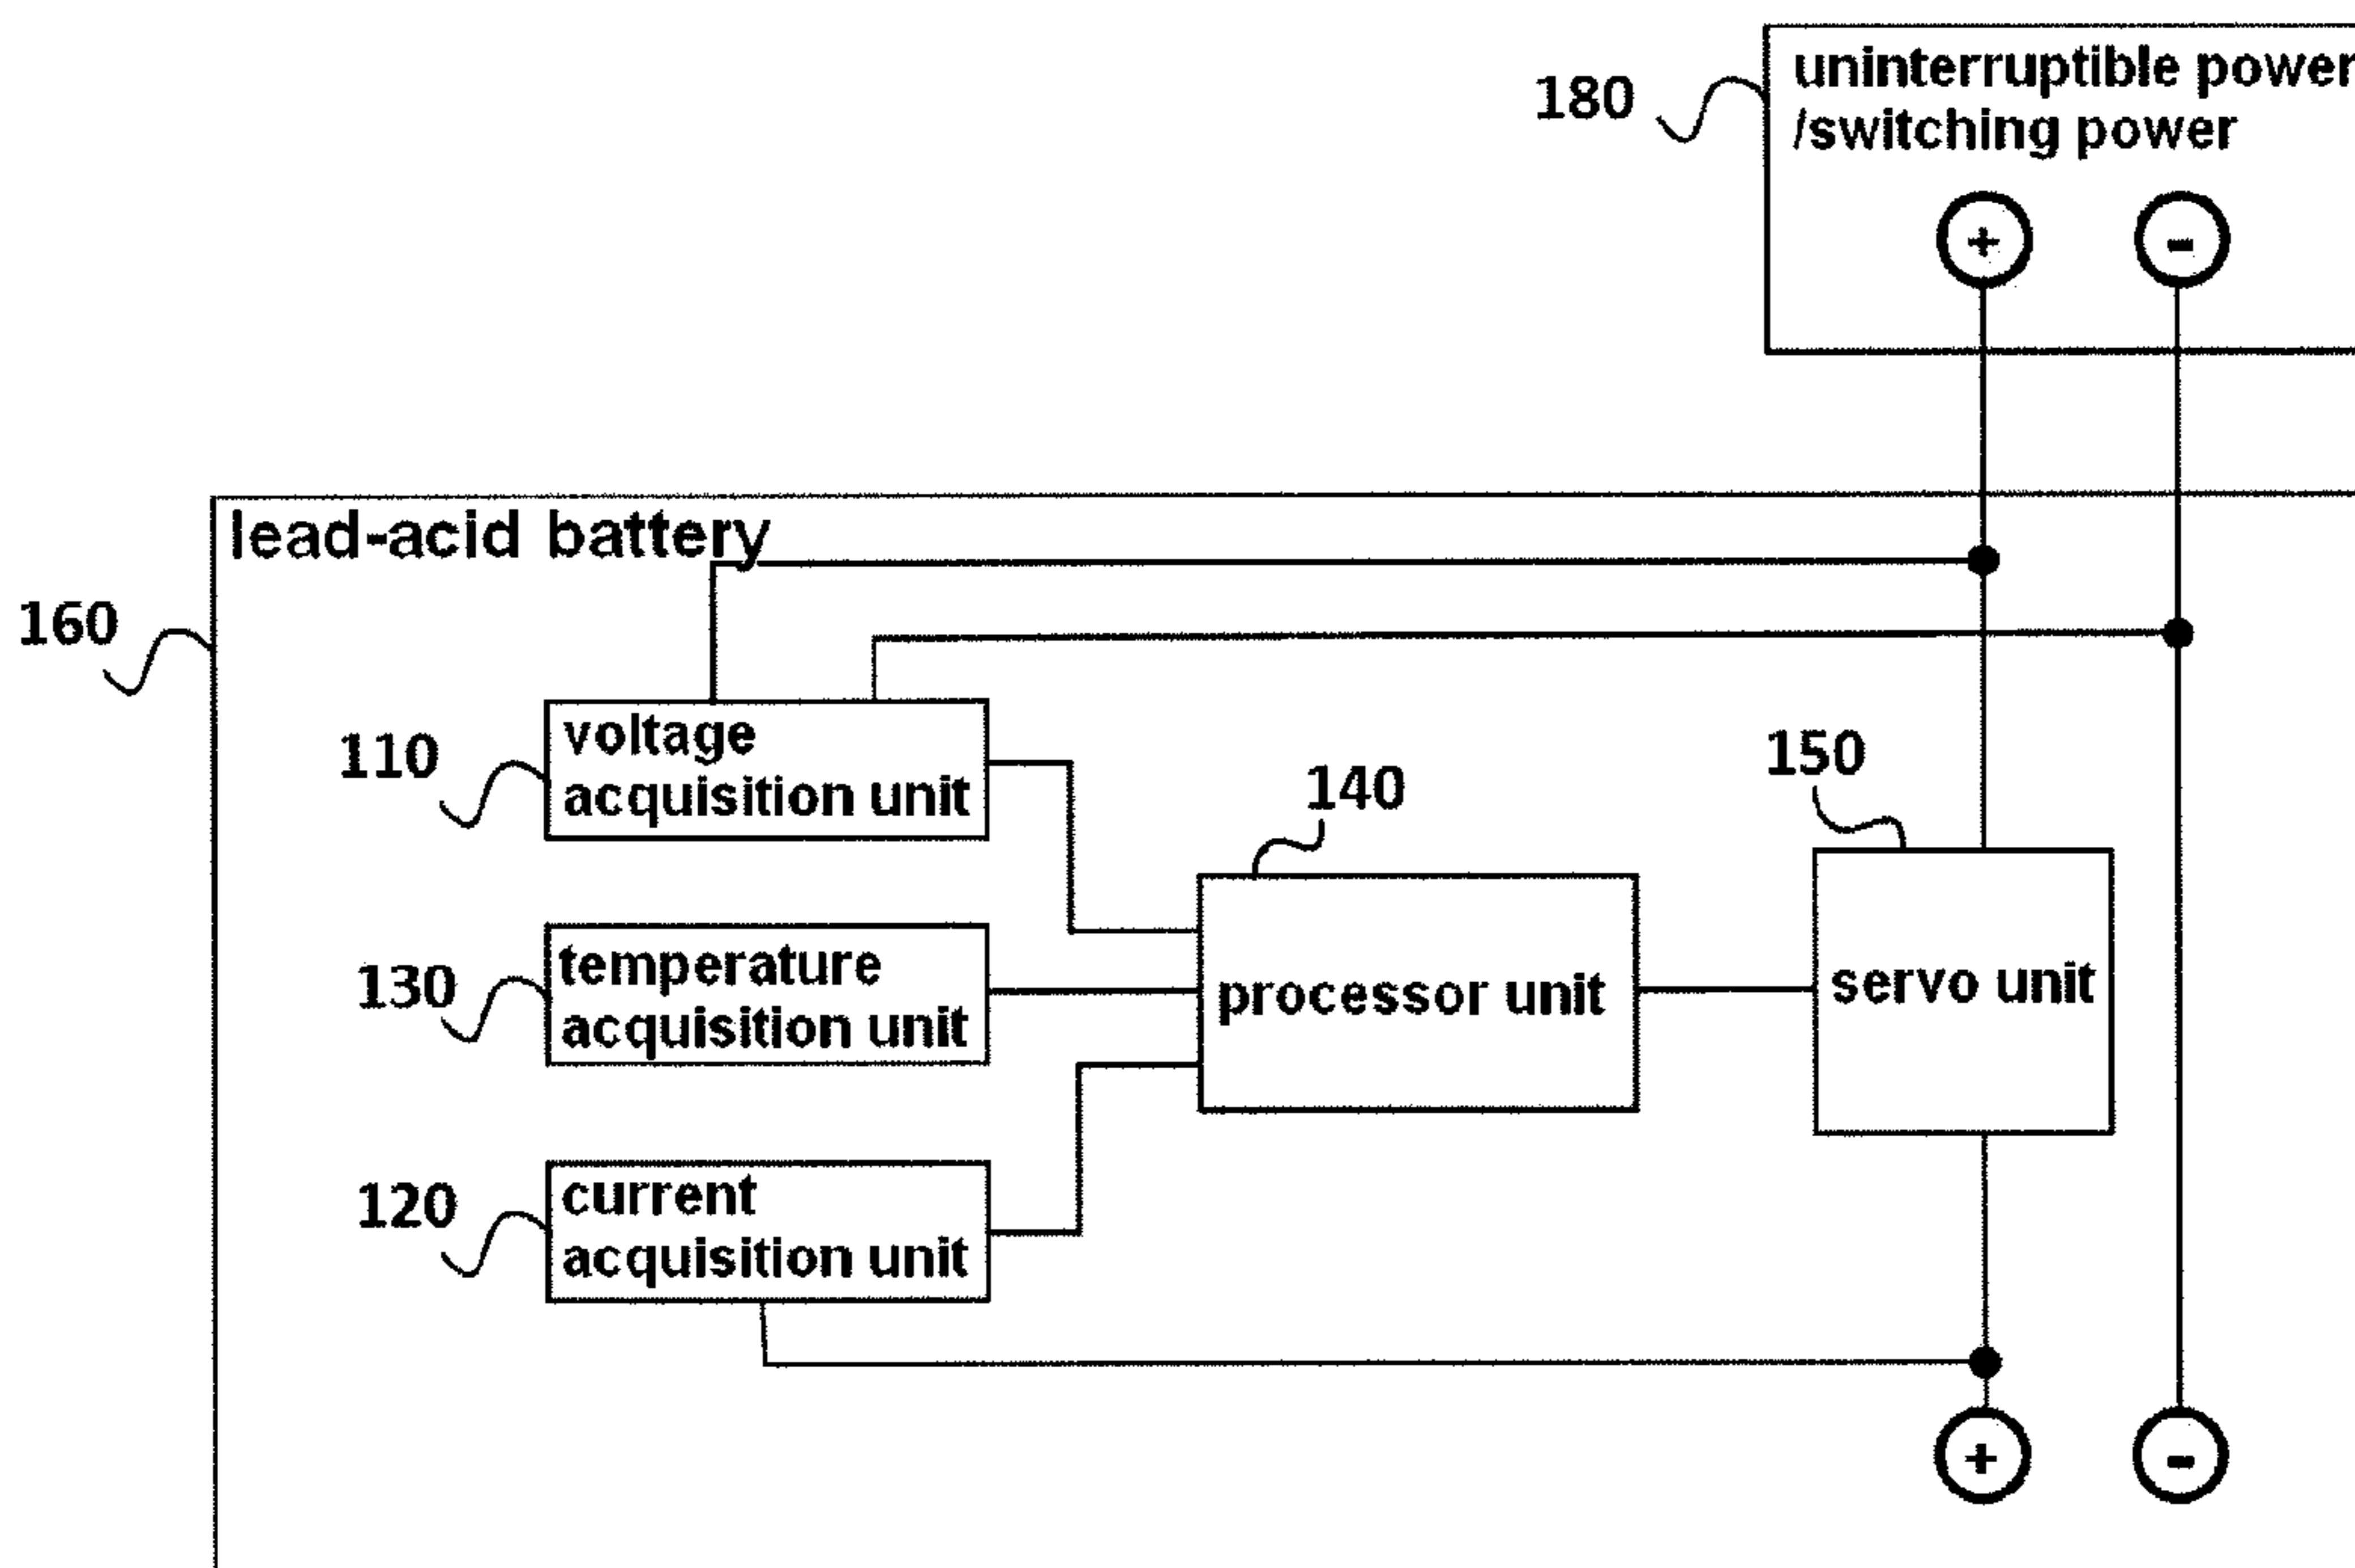 180
uninterruptible power
/switching power
+
-
lead-acid battery
160
110
voltage
acquisition unit
140
150
130
temperature
acquisition unit
processor unit
servo unit
120
current
acquisition unit
+
-